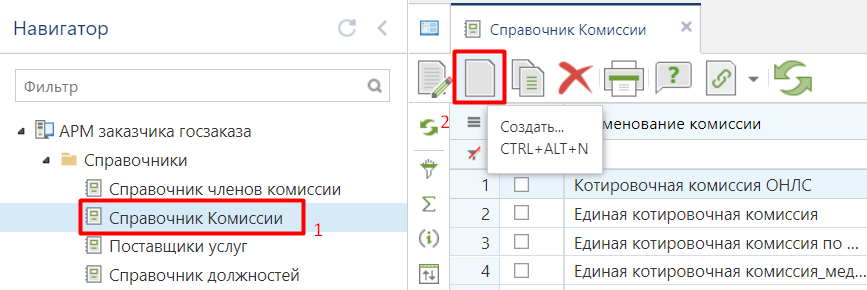 Навигатор
Фильтр
АРМ заказчика госзаказа
Справочники
Справочник членов комиссии
Справочник Комиссии
1
Поставщики услуг
Справочник должностей
Справочник Комиссии
2
Создать...
CTRL+ALT+N
менование комиссии
1 Котировочная комиссия ОНЛС
2 Единая котировочная комиссия
3 Единая котировочная комиссия по ...
4 Единая котировочная комиссия_мед...